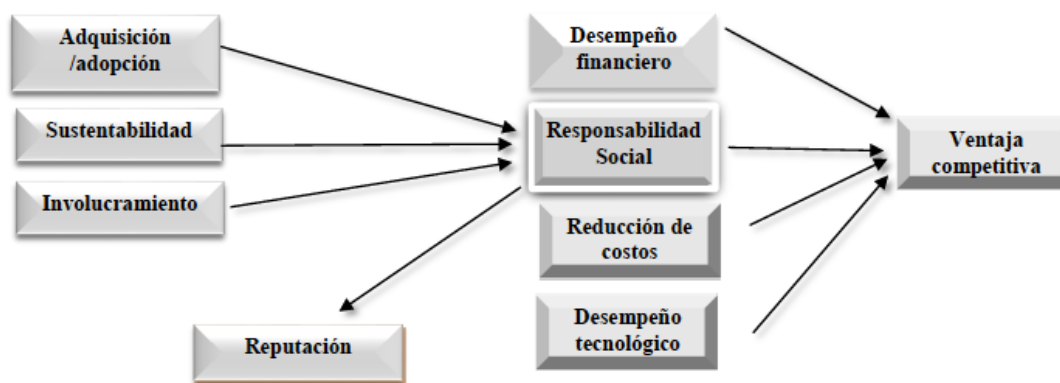 Adquisición
/adopción
Sustentabilidad
Involucramiento
Reputación
Desempeño
financiero
Responsabilidad
Social
Reducción de
costos
Desempeño
tecnológico
Ventaja
competitiva